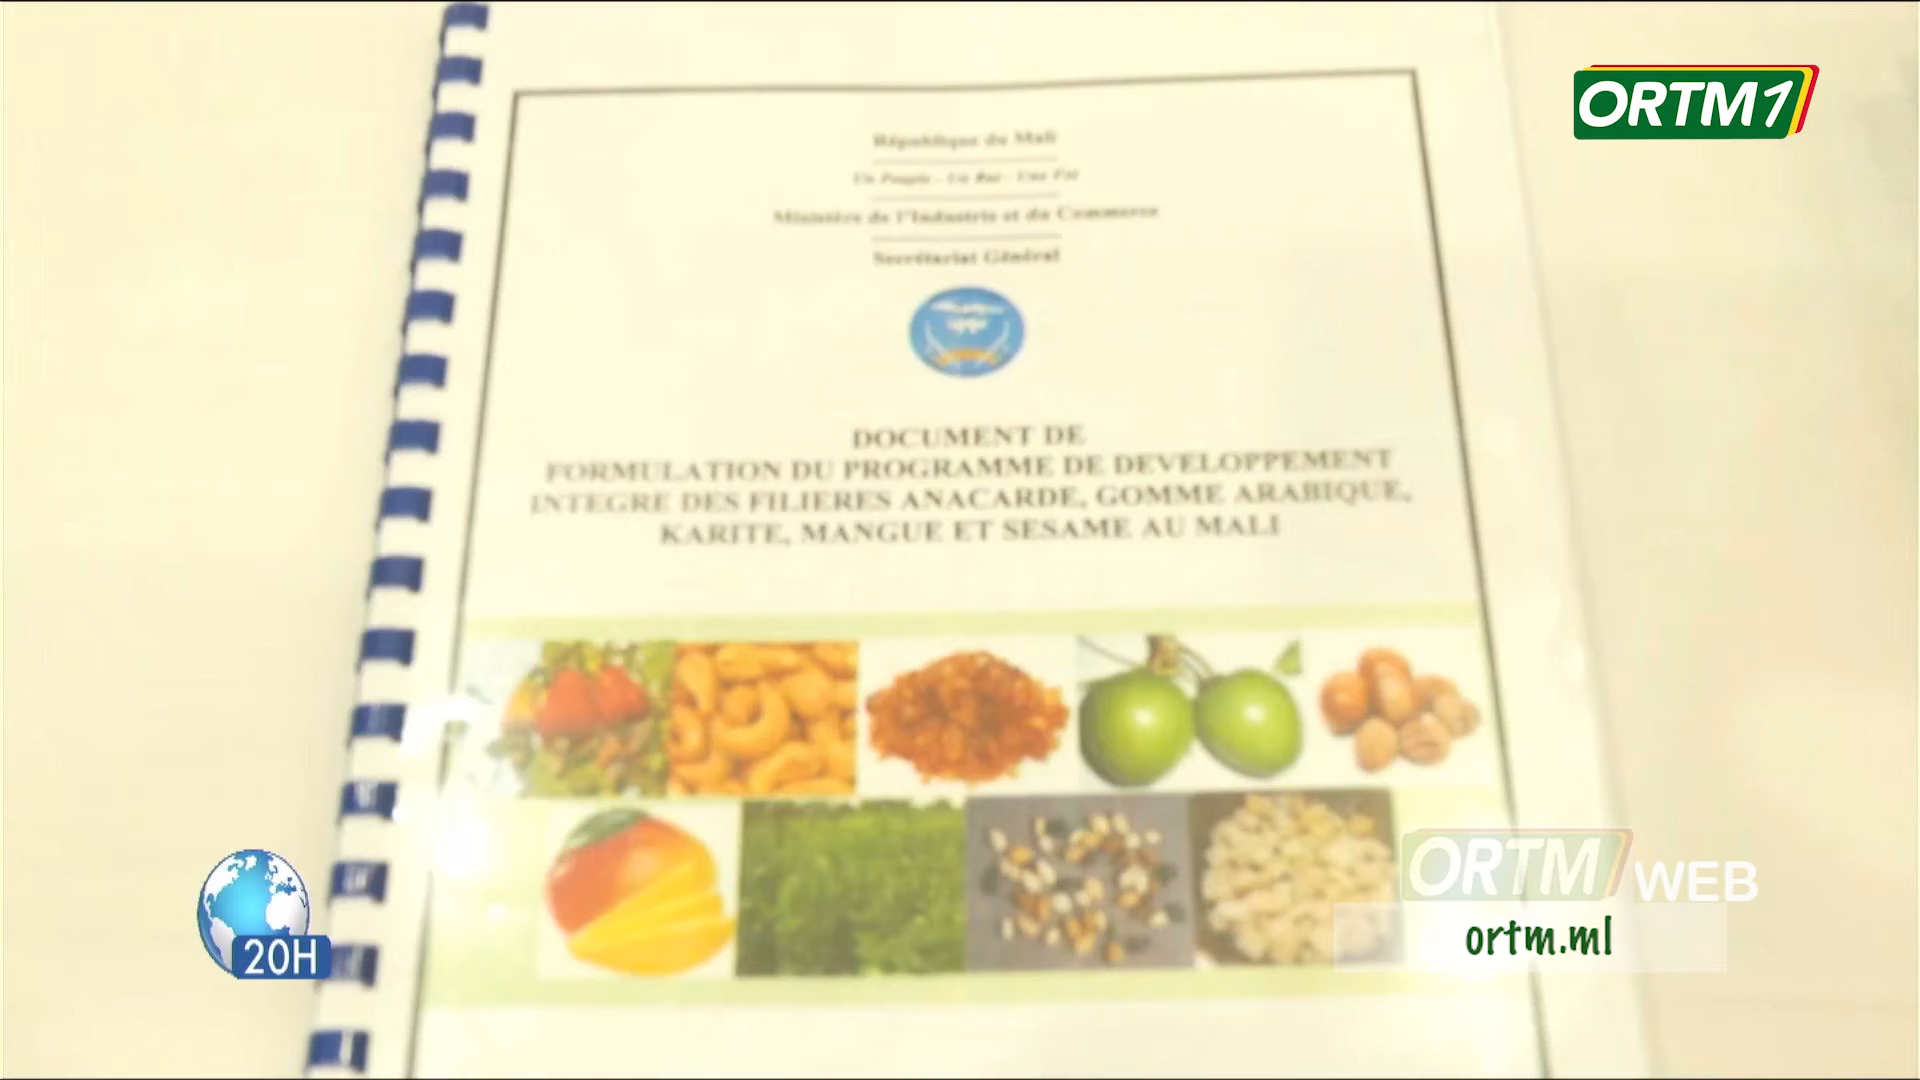 ORTM1
République du Mali
Un Peuple - Un But - Une Foi
Ministère de l'Industrie et du Commerce
Secrétariat Général
DOCUMENT DE
FORMULATION DU PROGRAMME DE DEVELOPPEMENT
INTEGRE DES FILIERES ANACARDE, GOMME ARABIQUE,
KARITE, MANGUE ET SESAME AU MALI
ORTM WEB
ortm.ml
20H